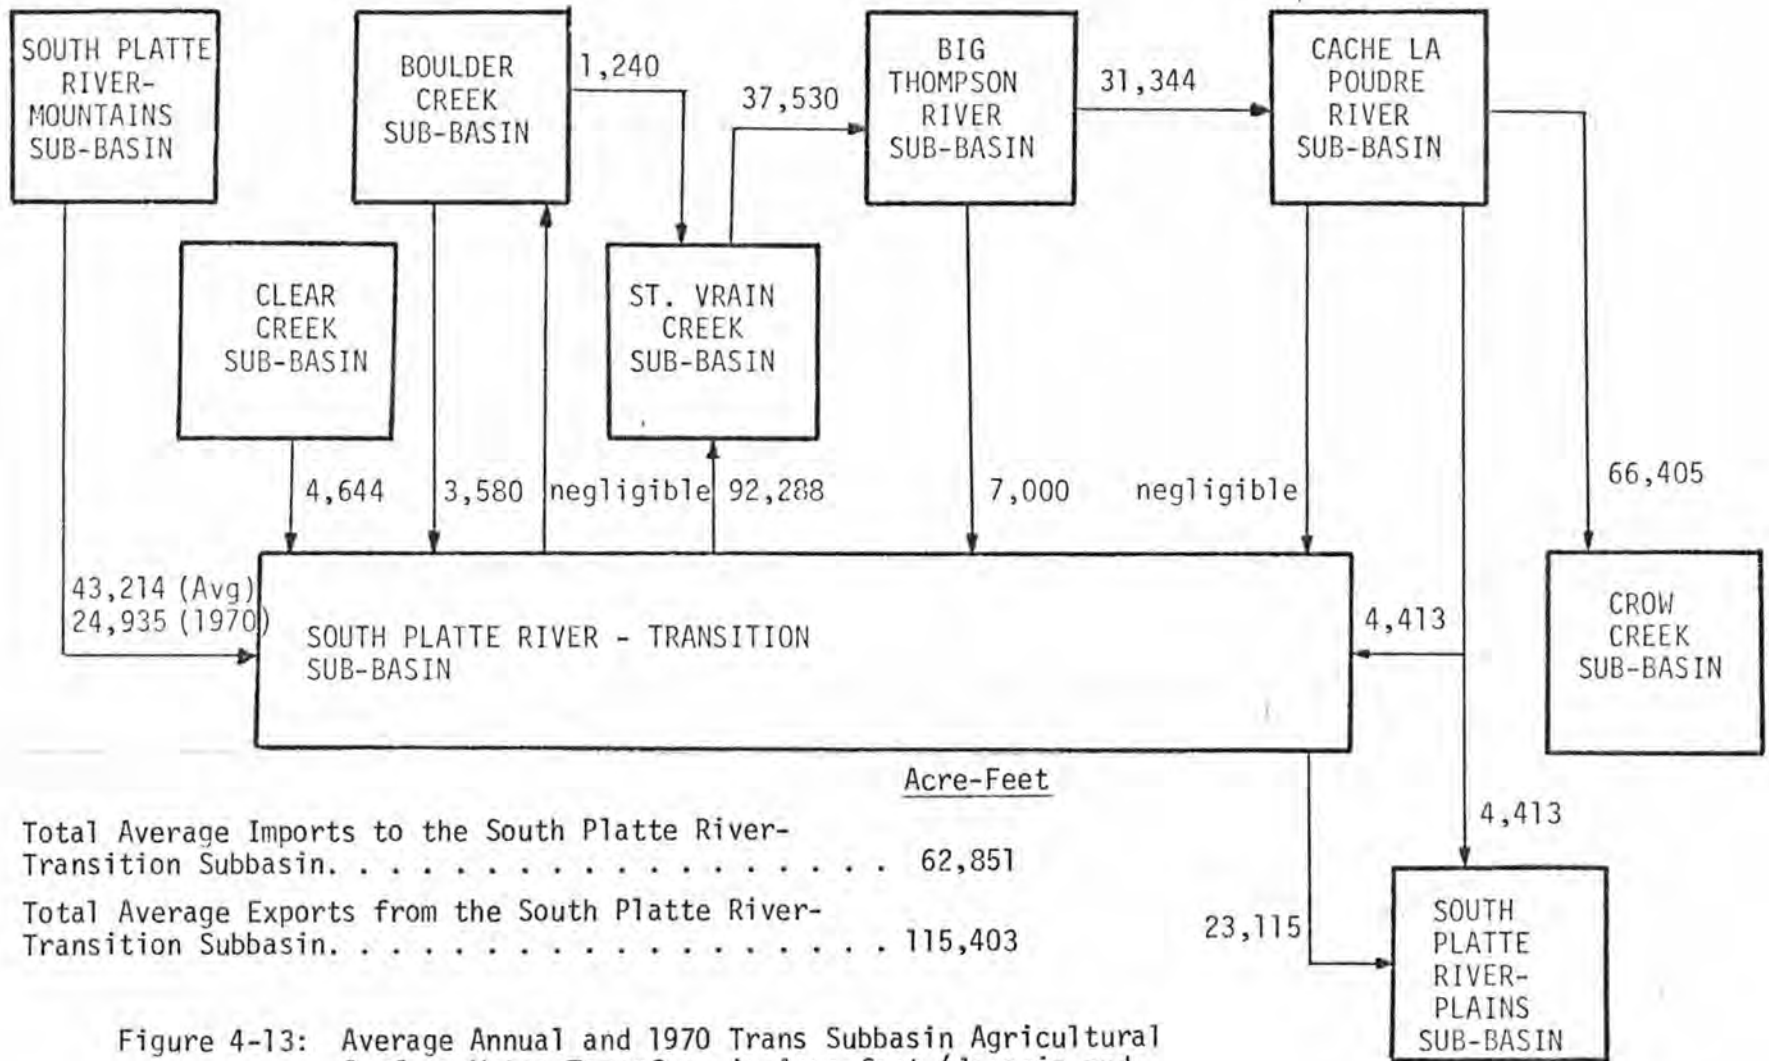 SOUTH PLATTE
RIVER-
MOUNTAINS
SUB-BASIN
BOULDER
CREEK
SUB-BASIN
1,240
37,530
BIG
THOMPSON
RIVER
SUB-BASIN
31,344
CACHE LA
POUDRE
RIVER
SUB-BASIN
CLEAR
CREEK
SUB-BASIN
ST. VRAIN
CREEK
SUB-BASIN
4,644
3,580
negligible
92,288
7,000
negligible
66,405
43,214 (Avg)
24,935 (1970)
SOUTH PLATTE RIVER - TRANSITION
SUB-BASIN
4,413
CROW
CREEK
SUB-BASIN
Acre-Feet
Total Average Imports to the South Platte River-
Transition Subbasin. . . . . . . . . . . . . . . . . 62,851
Total Average Exports from the South Platte River-
Transition Subbasin. . . . . . . . . . . . . . . . . 115,403
4,413
23,115
SOUTH
PLATTE
RIVER-
PLAINS
SUB-BASIN
Figure 4-13: Average Annual and 1970 Trans Subbasin Agricultural